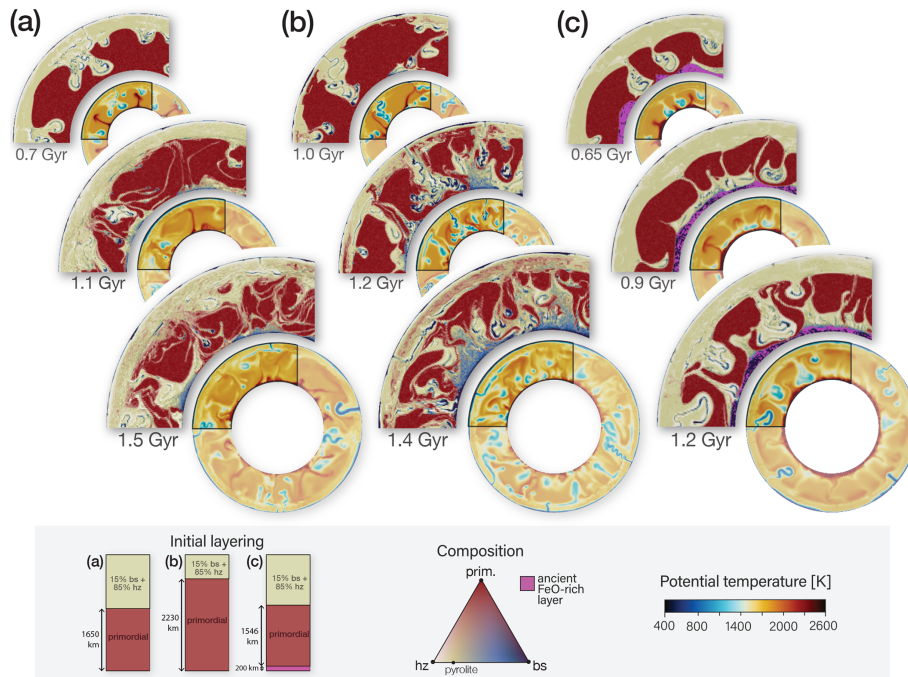 (a)
(b)
(c)
0.7 Gyr
1.0 Gyr
0.65 Gyr
1.1 Gyr
1.2 Gyr
0.9 Gyr
1.5 Gyr
1.4 Gyr
1.2 Gyr
Initial layering
(a)
15% bs +
85% hz
1650
km
primordial
(b)
15% bs +
85% hz
2230
km
primordial
(c)
15% bs +
85% hz
1546
km
primordial
200 km
Composition
prim.
hz
pyrolite
bs
ancient
FeO-rich
layer
Potential temperature [K]
400 800 1400 2000 2600